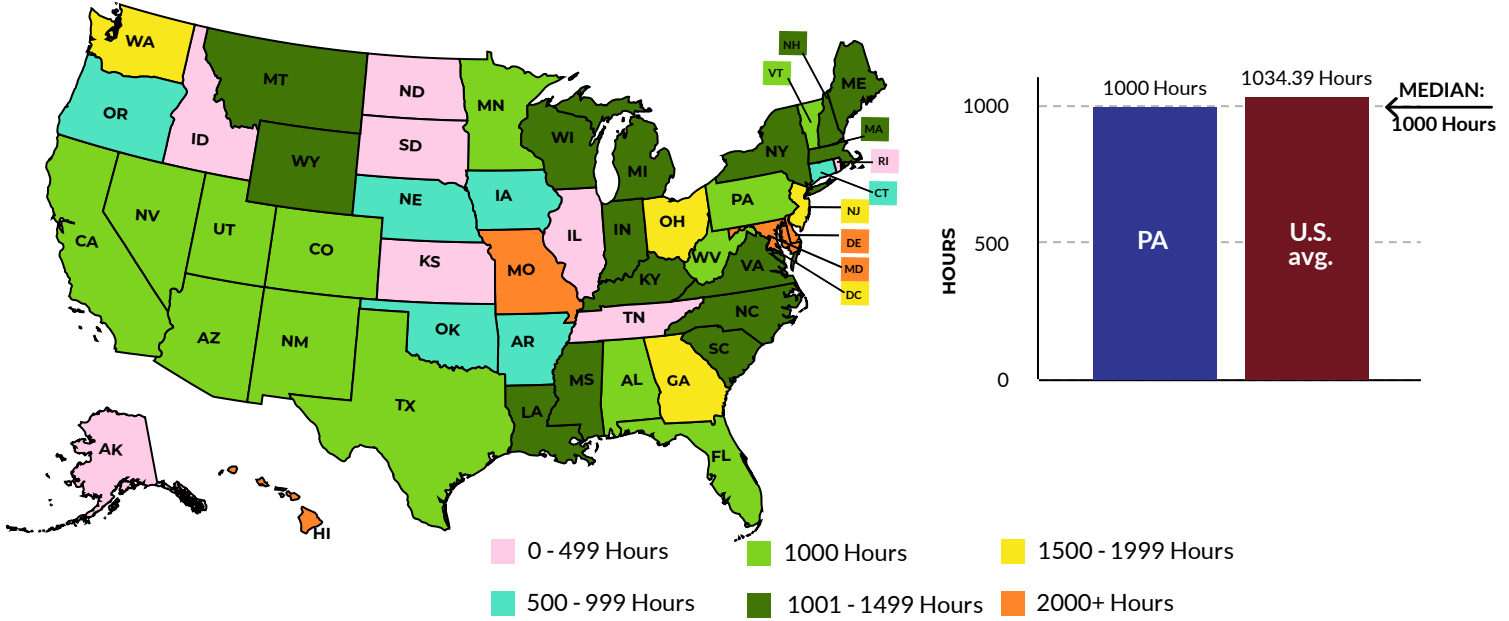 WA
MT
ND
MN
OR
ID
SD
WY
WI
MI
NH
VT
ME
MA
NY
RI
CT
NE
IA
PA
NV
UT
CO
CA
KS
MO
IL
IN
OH
NJ
DE
MD
DC
WV
VA
KY
AZ
NM
OK
AR
TN
NC
SC
TX
LA
MS
AL
GA
FL
AK
HI
0 - 499 Hours
1000 Hours
1500 - 1999 Hours
500 - 999 Hours
1001 - 1499 Hours
2000+ Hours
1000 Hours
1034.39 Hours
MEDIAN:
1000 Hours
HOURS
1000
500
0
PA
U.S.
avg.